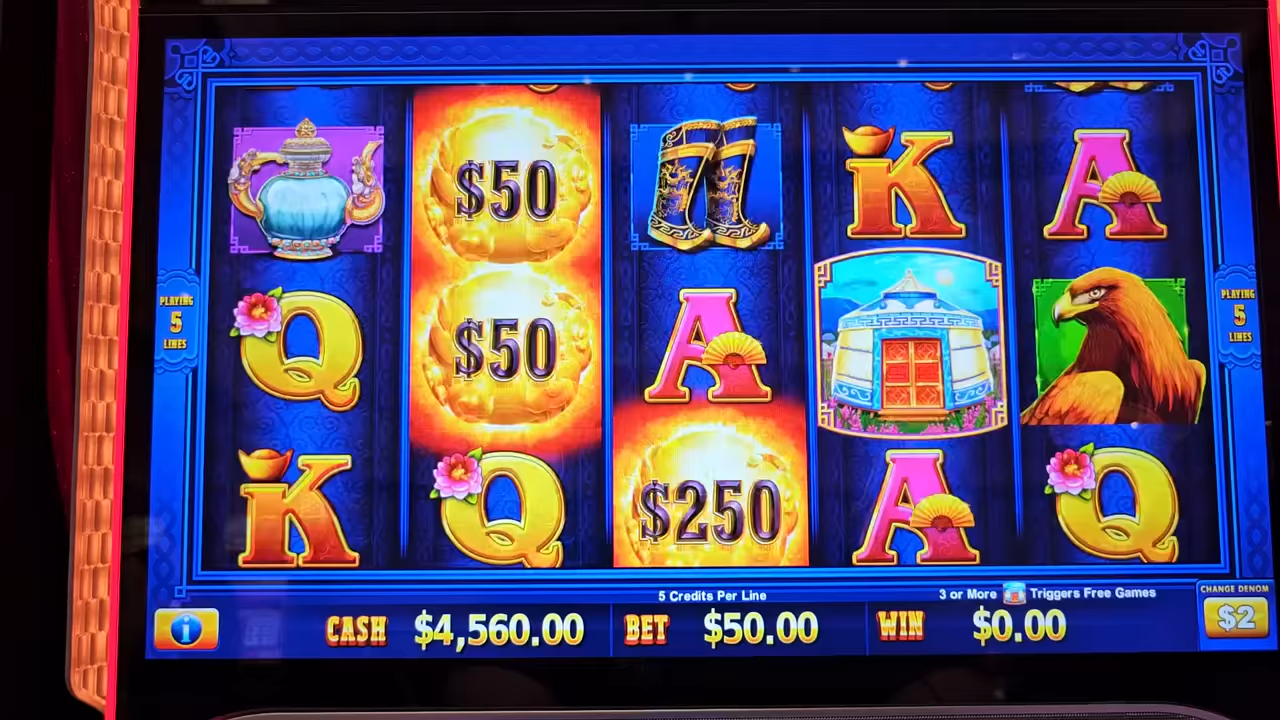 $50
K
A
PLAYING
5
LINES
Q
$50
A
PLAYING
5
LINES
K
Q
$250
A
Q
5 Credits Per Line
3 or More Triggers Free Games
CHANGE DENOM
$2
i
CASH $4,560.00
BET $50.00
WIN $0.00